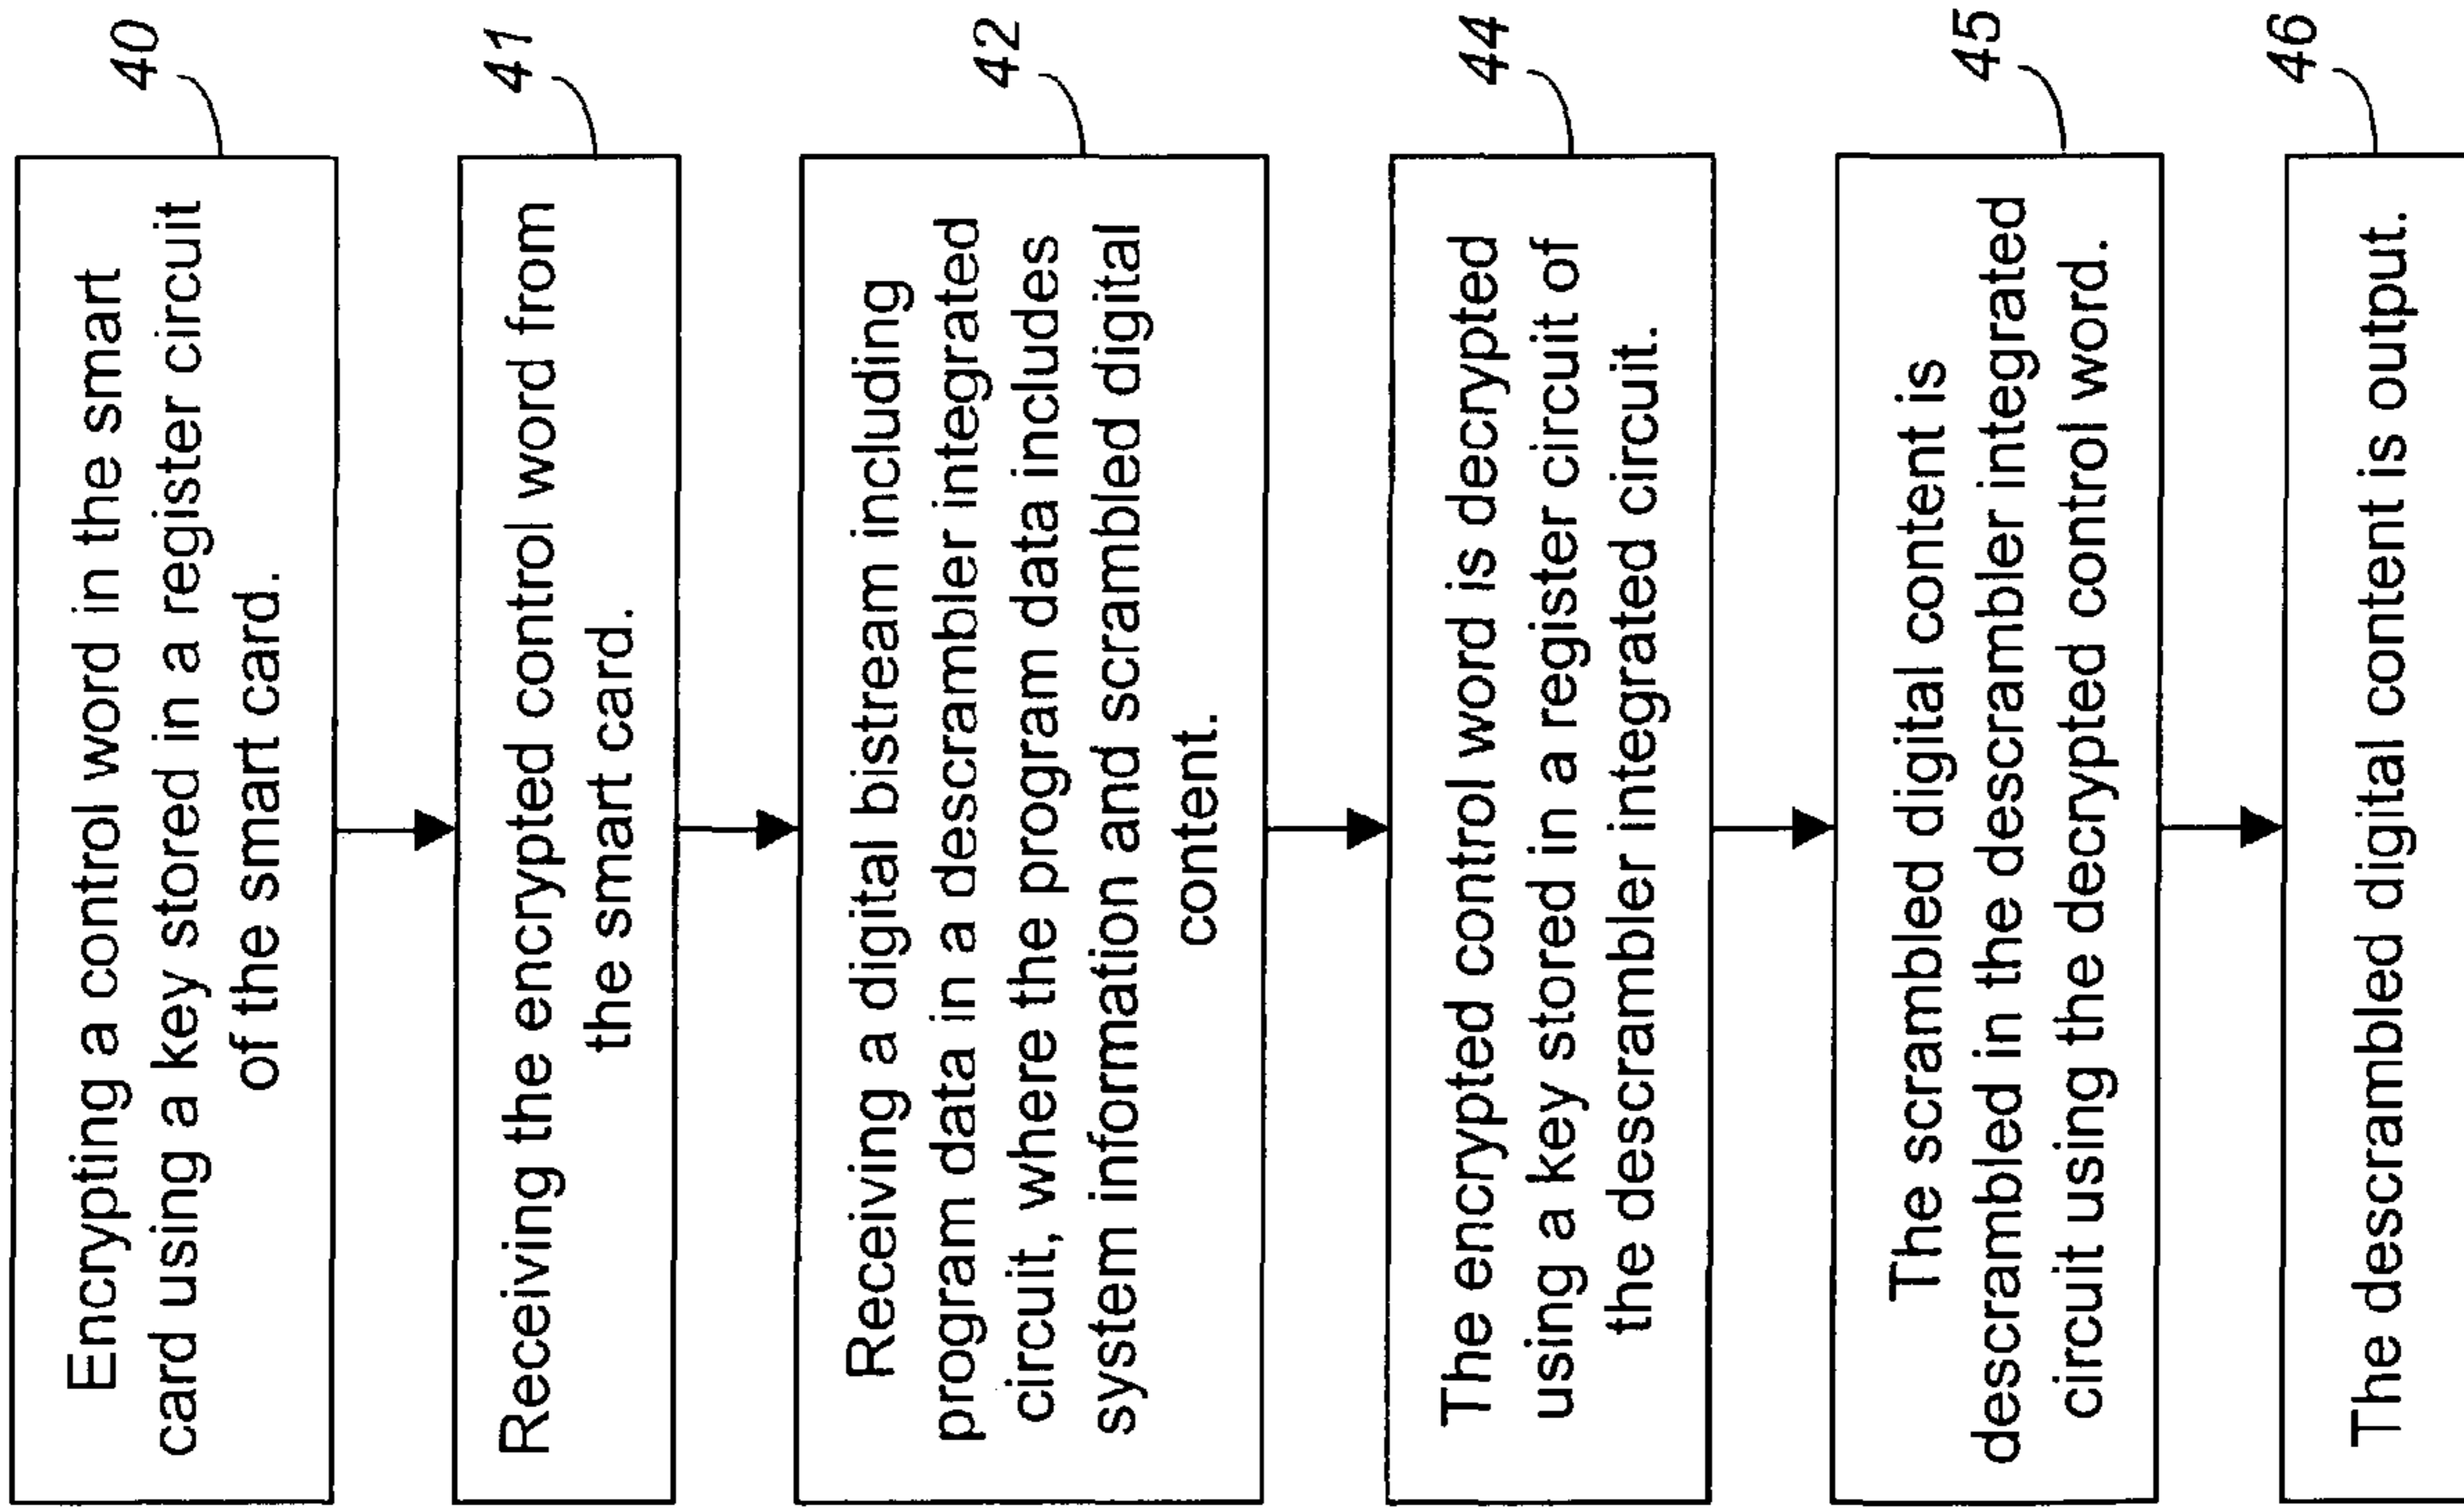 40
Encrypting a control word in the smart
card using a key stored in a register circuit
of the smart card.
41
Receiving the encrypted control word from
the smart card.
42
Receiving a digital bistream including
program data in a descrambler integrated
circuit, where the program data includes
system information and scrambled digital
content.
44
The encrypted control word is decrypted
using a key stored in a register circuit of
the descrambler integrated circuit.
45
The scrambled digital content is
descrambled in the descrambler integrated
circuit using the decrypted control word.
46
The descrambled digital content is output.